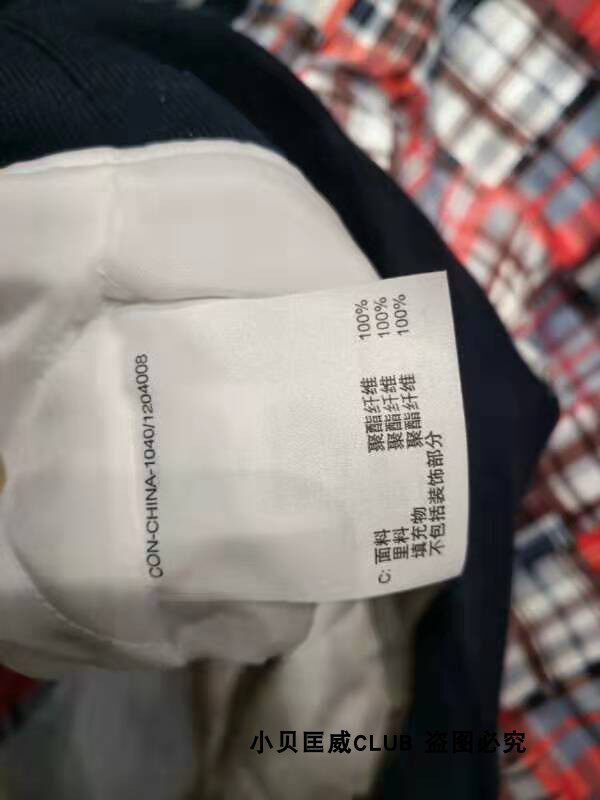 C: 面料 聚酯纤维 100%
里料 聚酯纤维 100%
填充物 聚酯纤维 100%
不包括装饰部分
CON-CHINA-1040/1204008
小贝匡威CLUB 盗图必究